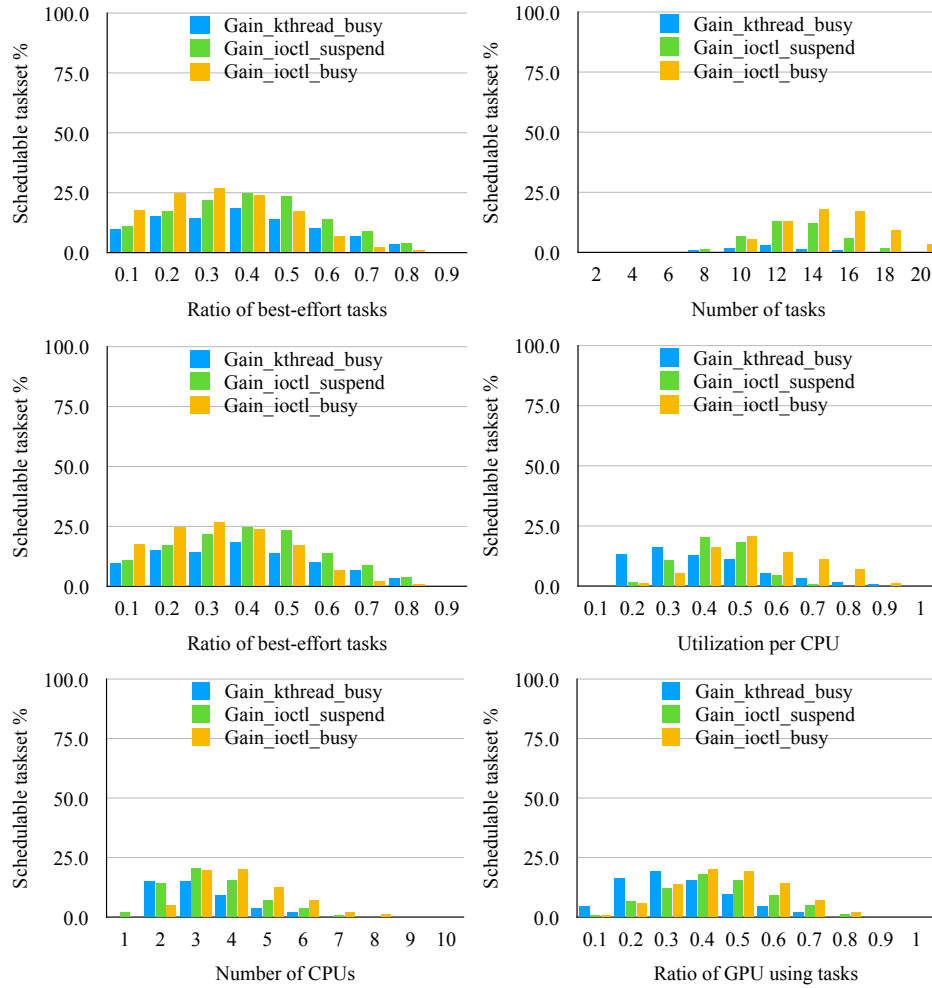 Schedulable taskset %
100.0
75.0
50.0
25.0
0.0
Gain_kthread_busy
Gain_ioctl_suspend
Gain_ioctl_busy
0.1 0.2 0.3 0.4 0.5 0.6 0.7 0.8 0.9
Ratio of best-effort tasks
Schedulable taskset %
100.0
75.0
50.0
25.0
0.0
Gain_kthread_busy
Gain_ioctl_suspend
Gain_ioctl_busy
2 4 6 8 10 12 14 16 18 20
Number of tasks
Schedulable taskset %
100.0
75.0
50.0
25.0
0.0
Gain_kthread_busy
Gain_ioctl_suspend
Gain_ioctl_busy
0.1 0.2 0.3 0.4 0.5 0.6 0.7 0.8 0.9
Ratio of best-effort tasks
Schedulable taskset %
100.0
75.0
50.0
25.0
0.0
Gain_kthread_busy
Gain_ioctl_suspend
Gain_ioctl_busy
0.1 0.2 0.3 0.4 0.5 0.6 0.7 0.8 0.9 1
Utilization per CPU
Schedulable taskset %
100.0
75.0
50.0
25.0
0.0
Gain_kthread_busy
Gain_ioctl_suspend
Gain_ioctl_busy
1 2 3 4 5 6 7 8 9 10
Number of CPUs
Schedulable taskset %
100.0
75.0
50.0
25.0
0.0
Gain_kthread_busy
Gain_ioctl_suspend
Gain_ioctl_busy
0.1 0.2 0.3 0.4 0.5 0.6 0.7 0.8 0.9 1
Ratio of GPU using tasks